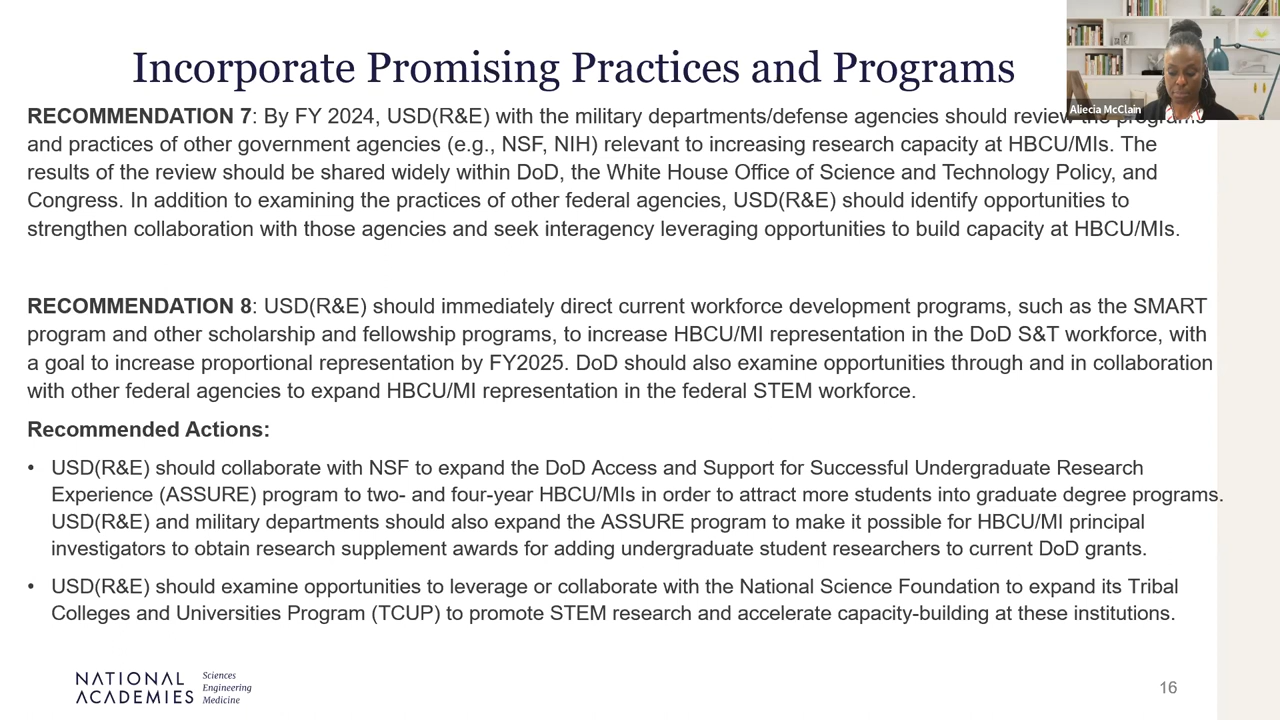 Incorporate Promising Practices and Programs
Aliecia McClain
RECOMMENDATION 7: By FY 2024, USD(R&E) with the military departments/defense agencies should review the programs
and practices of other government agencies (e.g., NSF, NIH) relevant to increasing research capacity at HBCU/MIs. The
results of the review should be shared widely within DoD, the White House Office of Science and Technology Policy, and
Congress. In addition to examining the practices of other federal agencies, USD(R&E) should identify opportunities to
strengthen collaboration with those agencies and seek interagency leveraging opportunities to build capacity at HBCU/MIs.
RECOMMENDATION 8: USD(R&E) should immediately direct current workforce development programs, such as the SMART
program and other scholarship and fellowship programs, to increase HBCU/MI representation in the DoD S&T workforce, with
a goal to increase proportional representation by FY2025. DoD should also examine opportunities through and in collaboration
with other federal agencies to expand HBCU/MI representation in the federal STEM workforce.
Recommended Actions:
• USD(R&E) should collaborate with NSF to expand the DoD Access and Support for Successful Undergraduate Research
Experience (ASSURE) program to two- and four-year HBCU/MIs in order to attract more students into graduate degree programs.
USD(R&E) and military departments should also expand the ASSURE program to make it possible for HBCU/MI principal
investigators to obtain research supplement awards for adding undergraduate student researchers to current DoD grants.
• USD(R&E) should examine opportunities to leverage or collaborate with the National Science Foundation to expand its Tribal
Colleges and Universities Program (TCUP) to promote STEM research and accelerate capacity-building at these institutions.
NATIONAL ACADEMIES
Sciences
Engineering
Medicine
16